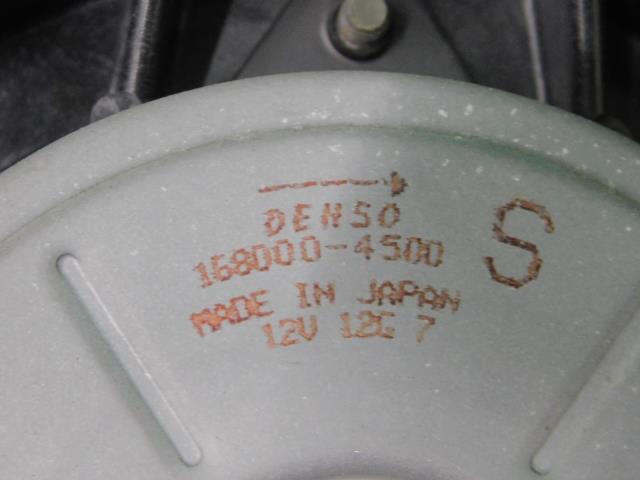 DENSO
168000-4500
S
MADE IN JAPAN
12V 12C 7